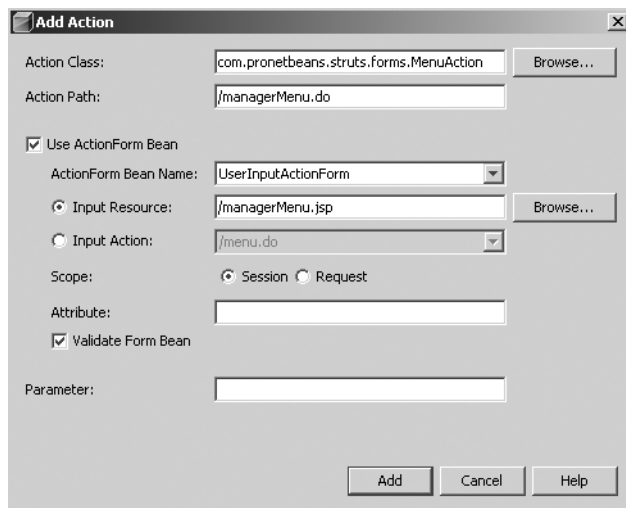 Add Action
Action Class: com.pronetbeans.struts.forms.MenuAction Browse...
Action Path: /managerMenu.do
Use ActionForm Bean
ActionForm Bean Name: UserInputActionForm
Input Resource: /managerMenu.jsp Browse...
Input Action: /menu.do
Scope: Session Request
Attribute:
Validate Form Bean
Parameter:
Add Cancel Help